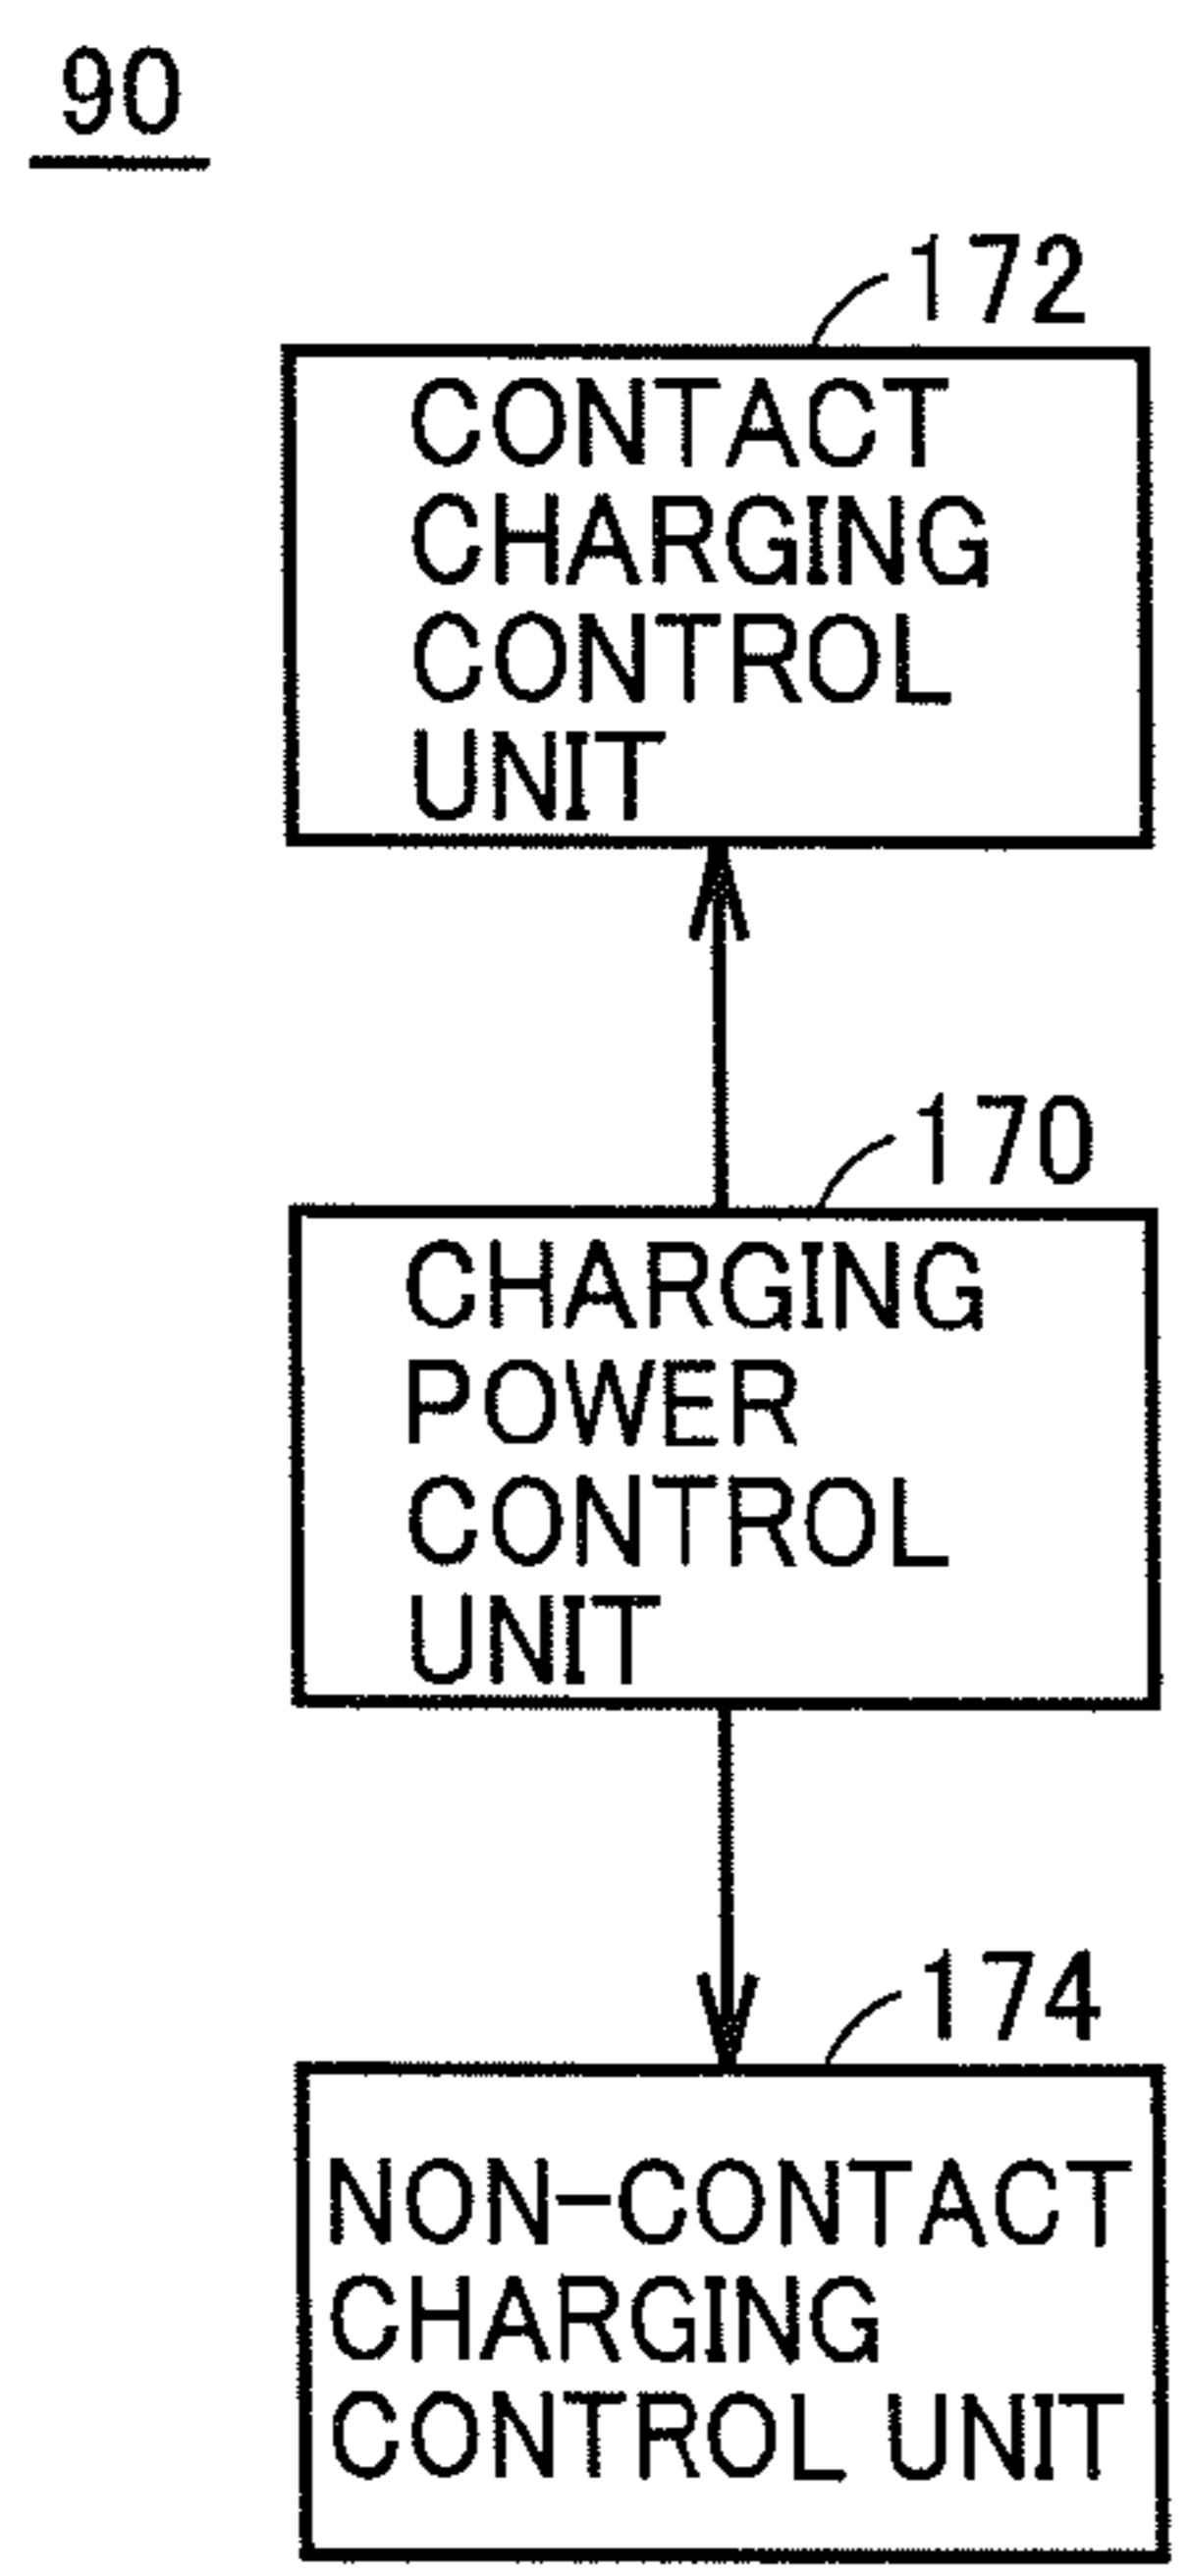 90
172
CONTACT
CHARGING
CONTROL
UNIT
170
CHARGING
POWER
CONTROL
UNIT
174
NON-CONTACT
CHARGING
CONTROL UNIT